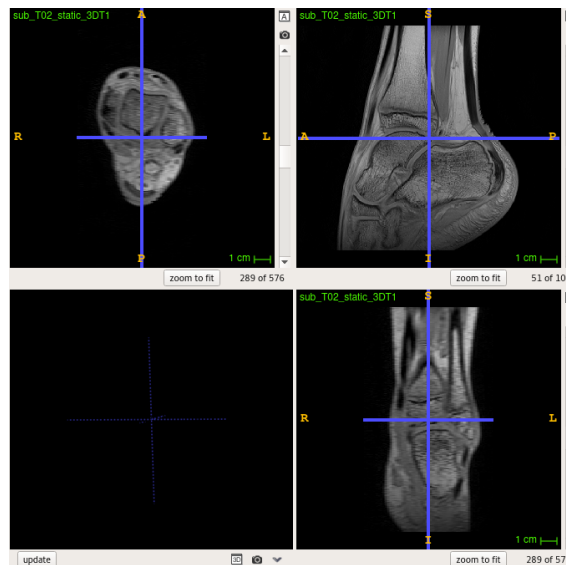 sub_T02_static_3DT1
A
A
R
L
P
1 cm
zoom to fit
289 of 576
sub_T02_static_3DT1
S
A
P
I
1 cm
zoom to fit
51 of 10
update
3D
sub_T02_static_3DT1
S
R
L
I
1 cm
zoom to fit
289 of 57